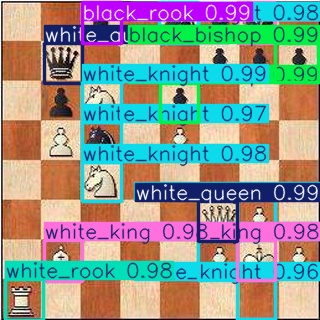 black_rook 0.99 t 0.98
white_q black_bishop 0.99
white_knight 0.99 0.99
white_knight 0.97
white_knight 0.98
white_queen 0.99
white_king 0.98 _king 0.98
white_rook 0.98 e_knight 0.96